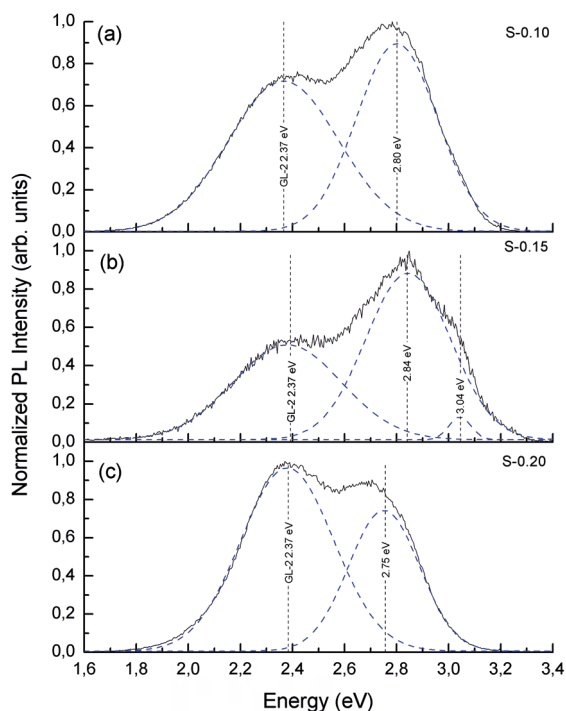 Normalized PL Intensity (arb. units)
(a)
S-0.10
1,0
0,8
0,6
0,4
0,2
0,0
GL-2 2.37 eV
2.80 eV
(b)
S-0.15
1,0
0,8
0,6
0,4
0,2
0,0
GL-2 2.37 eV
2.84 eV
3.04 eV
(c)
S-0.20
1,0
0,8
0,6
0,4
0,2
0,0
GL-2 2.37 eV
2.75 eV
1,6 1,8 2,0 2,2 2,4 2,6 2,8 3,0 3,2 3,4
Energy (eV)